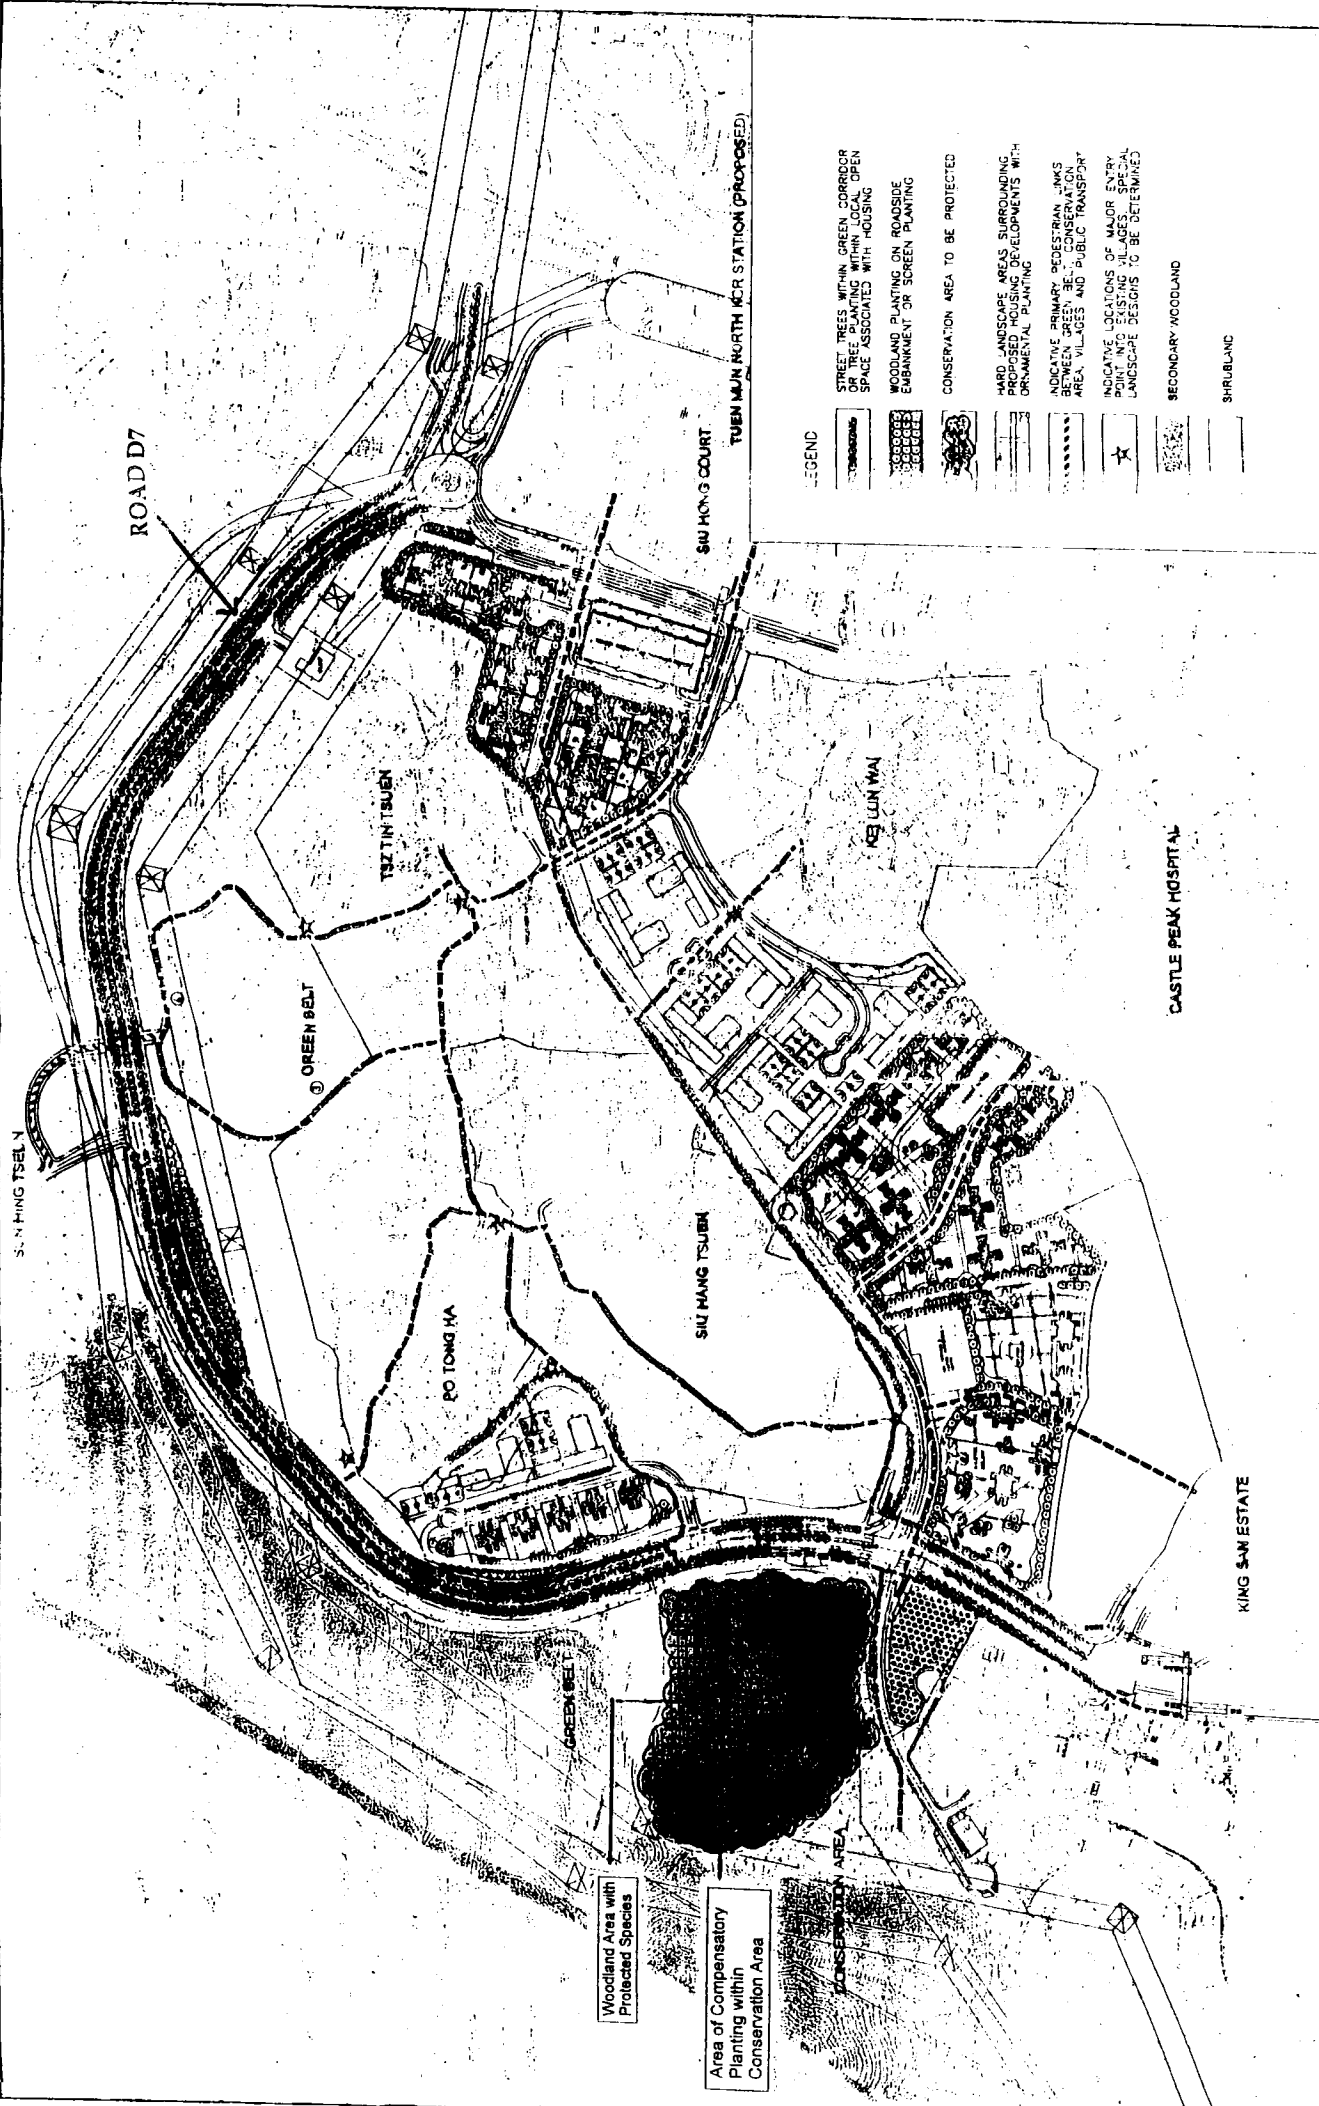 SUN HING TSEUN
ROAD D7
TSZ TIN TSUEN
GREEN BELT
PO TONG HA
SIU HANG TSUEN
SIU HONG COURT
TUEN MUN NORTH KCR STATION (PROPOSED)
KEI LUN WAI
CASTLE PEAK HOSPITAL
KING SAN ESTATE
GREEN BELT
CONSERVATION AREA
Woodland Area with
Protected Species
Area of Compensatory
Planting within
Conservation Area
LEGEND
STREET TREES WITHIN GREEN CORRIDOR
OR TREE PLANTING WITHIN LOCAL OPEN
SPACE ASSOCIATED WITH HOUSING
WOODLAND PLANTING ON ROADSIDE
EMBANKMENT OR SCREEN PLANTING
CONSERVATION AREA TO BE PROTECTED
HARD LANDSCAPE AREAS SURROUNDING
PROPOSED HOUSING DEVELOPMENTS WITH
ORNAMENTAL PLANTING
INDICATIVE PRIMARY PEDESTRIAN LINKS
BETWEEN GREEN BELT, CONSERVATION
AREA, VILLAGES AND PUBLIC TRANSPORT
INDICATIVE LOCATIONS OF MAJOR ENTRY
POINT INTO EXISTING VILLAGES. SPECIAL
LANDSCAPE DESIGNS TO BE DETERMINED
SECONDARY WOODLAND
SHRUBLAND